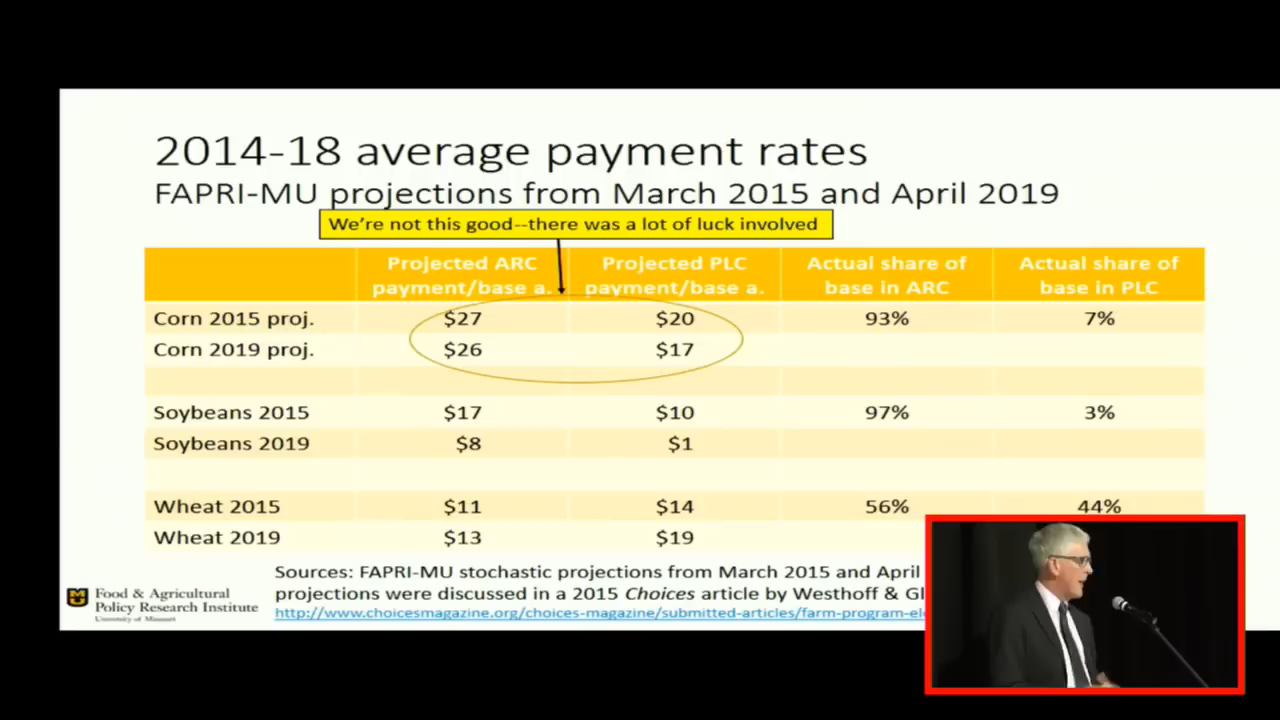 2014-18 average payment rates
FAPRI-MU projections from March 2015 and April 2019
We're not this good--there was a lot of luck involved
Projected ARC payment/base a. Projected PLC payment/base a. Actual share of base in ARC Actual share of base in PLC
Corn 2015 proj. $27 $20 93% 7%
Corn 2019 proj. $26 $17
Soybeans 2015 $17 $10 97% 3%
Soybeans 2019 $8 $1
Wheat 2015 $11 $14 56% 44%
Wheat 2019 $13 $19
Sources: FAPRI-MU stochastic projections from March 2015 and April
projections were discussed in a 2015 Choices article by Westhoff &
http://www.choicesmagazine.org/choices-magazine/submitted-articles/farm-program-
Food & Agricultural
Policy Research Institute
University of Missouri